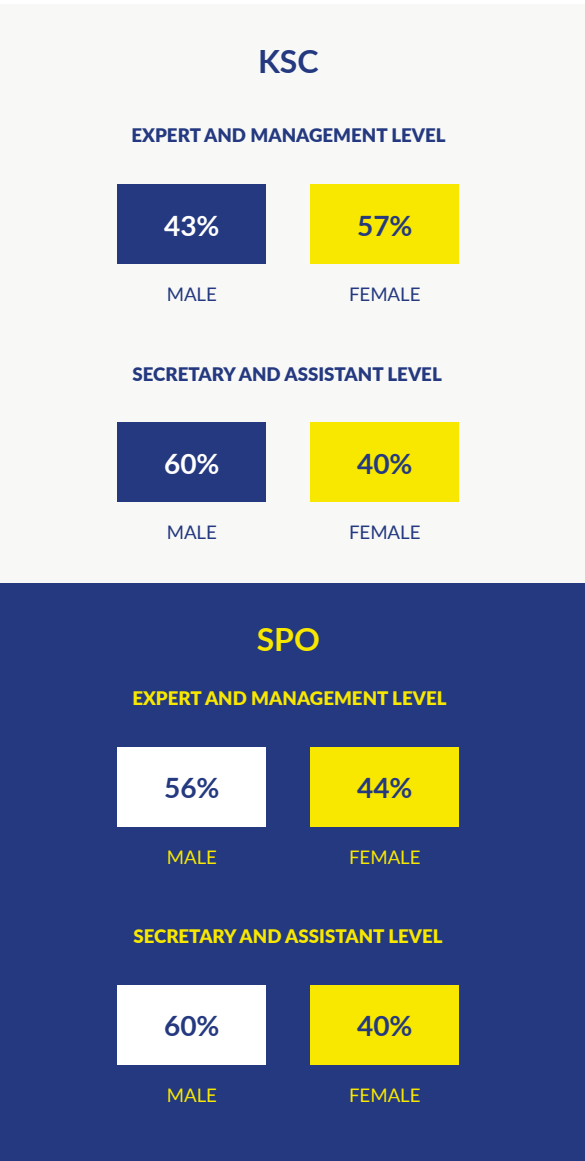 KSC
EXPERT AND MANAGEMENT LEVEL
43% 57%
MALE FEMALE
SECRETARY AND ASSISTANT LEVEL
60% 40%
MALE FEMALE
SPO
EXPERT AND MANAGEMENT LEVEL
56% 44%
MALE FEMALE
SECRETARY AND ASSISTANT LEVEL
60% 40%
MALE FEMALE